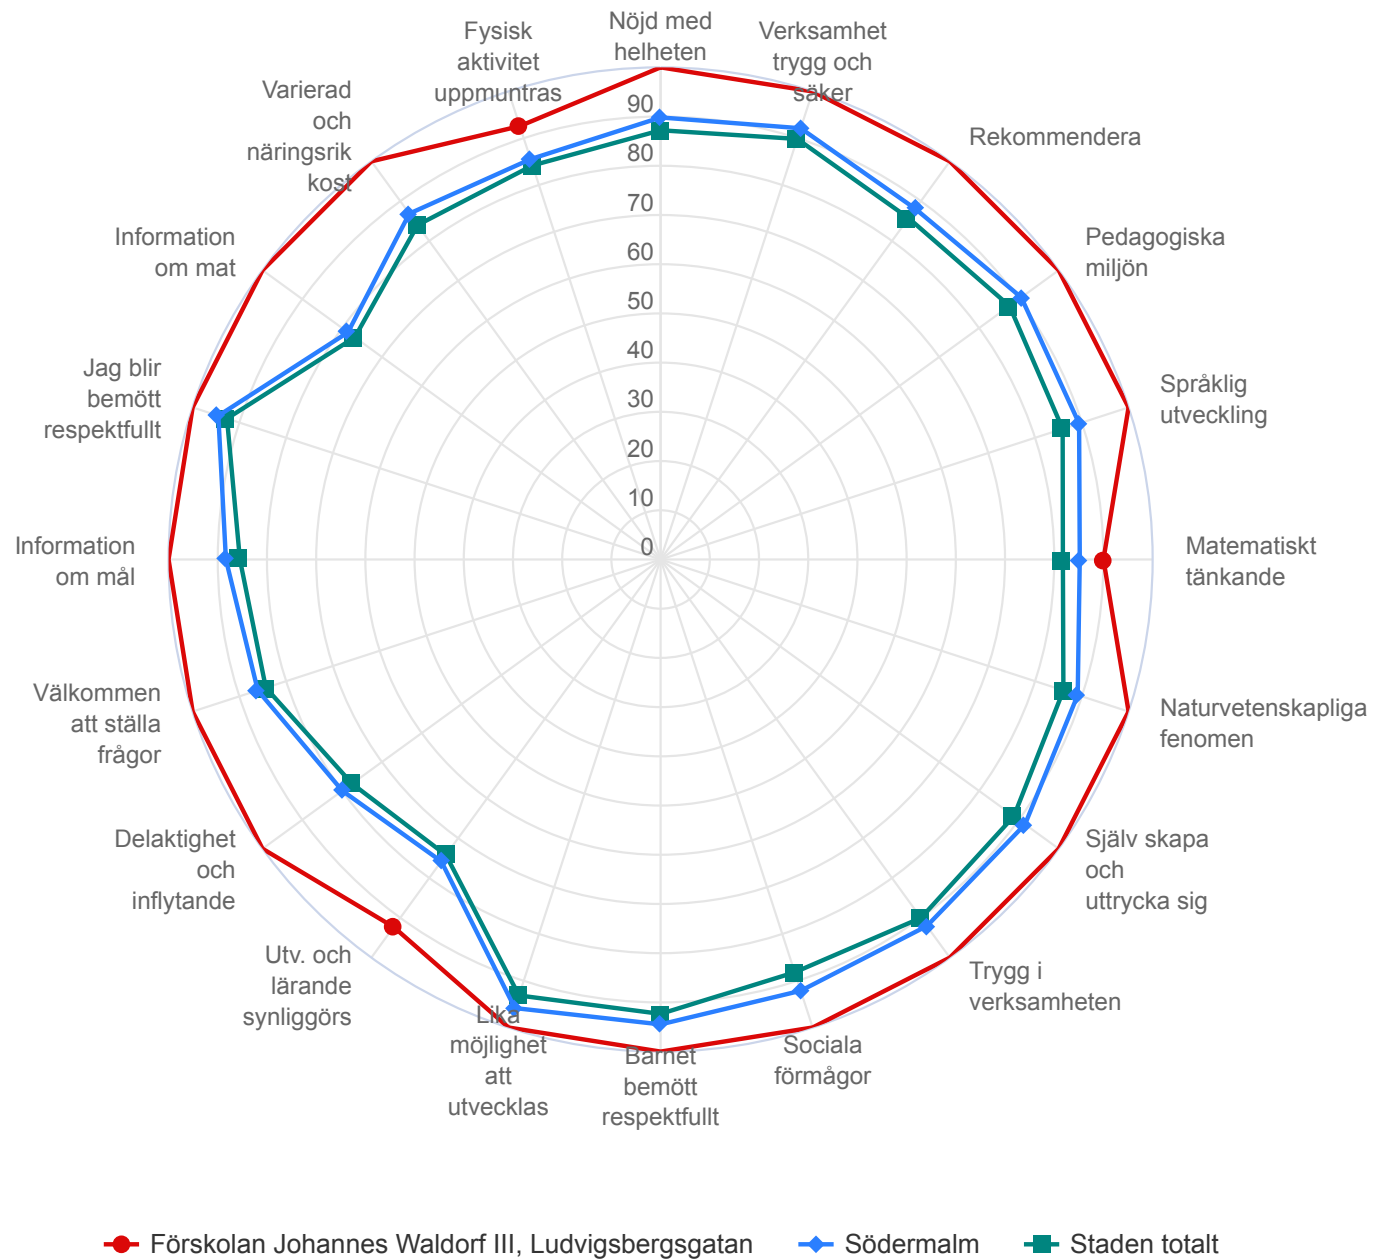 Nöjd med
helheten
Verksamhet
trygg och
säker
Rekommendera
Pedagogiska
miljön
Språklig
utveckling
Matematiskt
tänkande
Naturvetenskapliga
fenomen
Själv skapa
och
uttrycka sig
Trygg i
verksamheten
Sociala
förmågor
Barnet
bemött
respektfullt
Lika
möjlighet
att
utvecklas
Utv. och
lärande
synliggörs
Delaktighet
och
inflytande
Välkommen
att ställa
frågor
Information
om mål
Jag blir
bemött
respektfullt
Information
om mat
Varierad
och
näringsrik
kost
Fysisk
aktivitet
uppmuntras
90
80
70
60
50
40
30
20
10
0
Förskolan Johannes Waldorf III, Ludvigsbergsgatan
Södermalm
Staden totalt